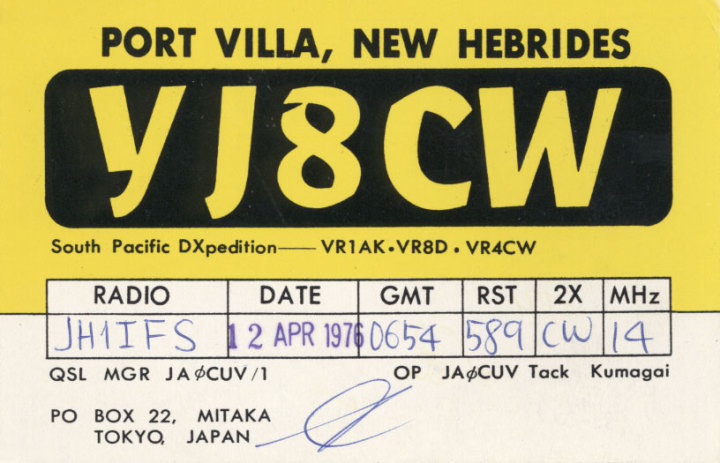 PORT VILLA, NEW HEBRIDES
YJ8CW
South Pacific DXpedition—VR1AK•VR8D•VR4CW
RADIO DATE GMT RST 2X MHz
JH1IFS 12 APR 1976 0654 589 CW 14
QSL MGR JAØCUV/1 OP JAØCUV Tack Kumagai
PO BOX 22, MITAKA
TOKYO, JAPAN